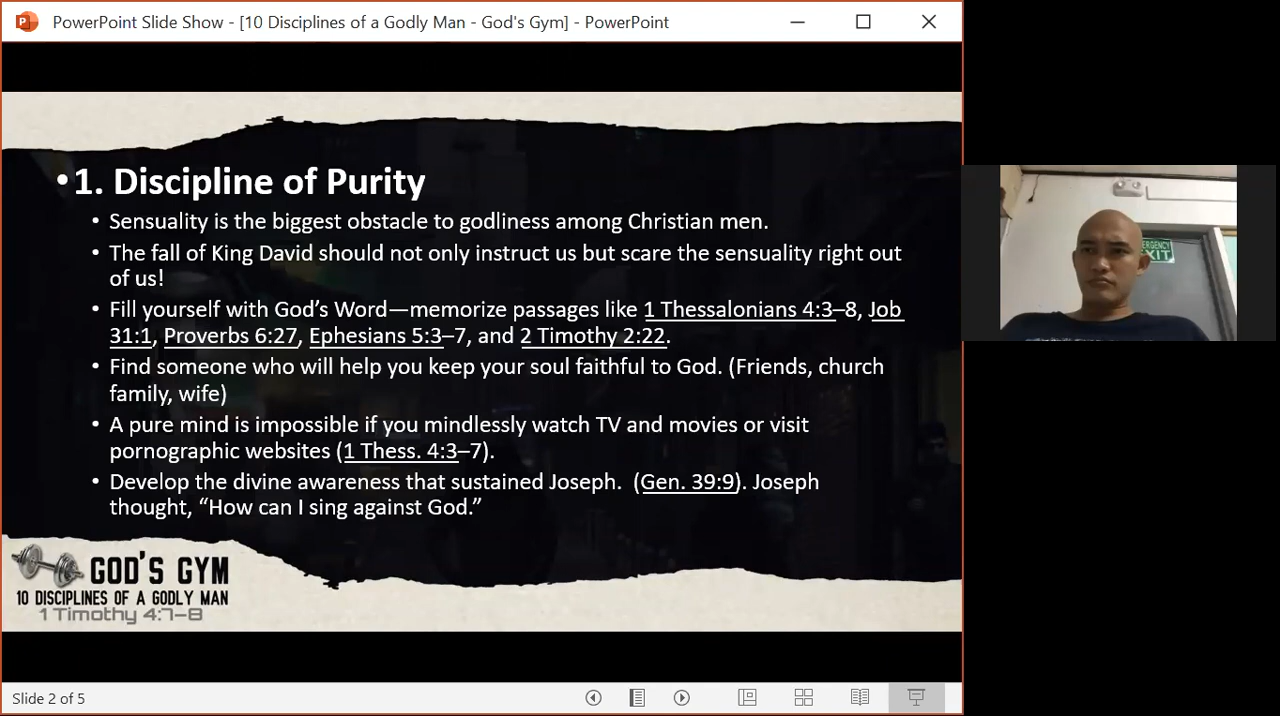 PowerPoint Slide Show - [10 Disciplines of a Godly Man - God's Gym] - PowerPoint
• 1. Discipline of Purity
• Sensuality is the biggest obstacle to godliness among Christian men.
• The fall of King David should not only instruct us but scare the sensuality right out
of us!
• Fill yourself with God’s Word—memorize passages like 1 Thessalonians 4:3–8, Job
31:1, Proverbs 6:27, Ephesians 5:3–7, and 2 Timothy 2:22.
• Find someone who will help you keep your soul faithful to God. (Friends, church
family, wife)
• A pure mind is impossible if you mindlessly watch TV and movies or visit
pornographic websites (1 Thess. 4:3–7).
• Develop the divine awareness that sustained Joseph.  (Gen. 39:9). Joseph
thought, “How can I sing against God.”
GOD'S GYM
10 DISCIPLINES OF A GODLY MAN
1 Timothy 4:7–8
Slide 2 of 5